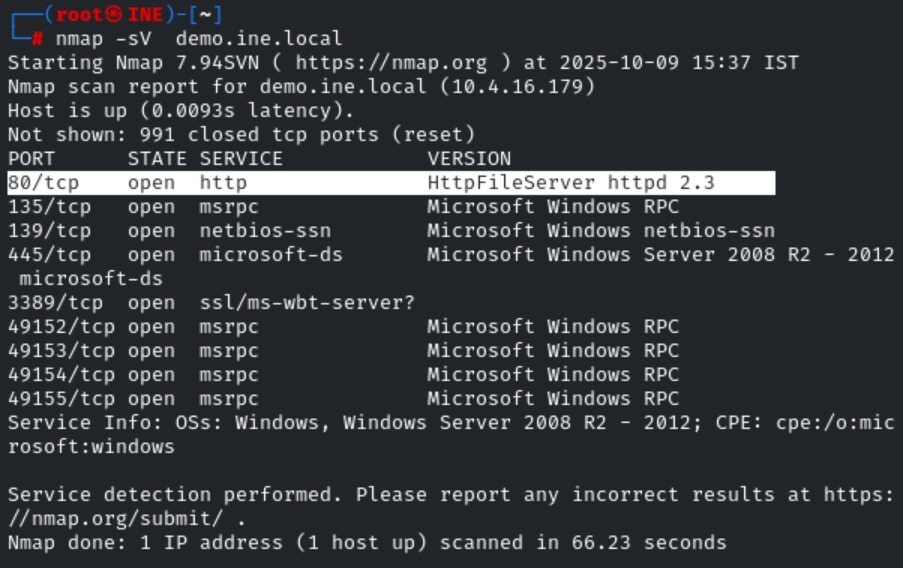 ┌──(root㉿INE)-[~]
└─# nmap -sV  demo.ine.local
Starting Nmap 7.94SVN ( https://nmap.org ) at 2025-10-09 15:37 IST
Nmap scan report for demo.ine.local (10.4.16.179)
Host is up (0.0093s latency).
Not shown: 991 closed tcp ports (reset)
PORT      STATE SERVICE            VERSION
80/tcp    open  http               HttpFileServer httpd 2.3
135/tcp   open  msrpc              Microsoft Windows RPC
139/tcp   open  netbios-ssn        Microsoft Windows netbios-ssn
445/tcp   open  microsoft-ds       Microsoft Windows Server 2008 R2 - 2012
 microsoft-ds
3389/tcp  open  ssl/ms-wbt-server?
49152/tcp open  msrpc              Microsoft Windows RPC
49153/tcp open  msrpc              Microsoft Windows RPC
49154/tcp open  msrpc              Microsoft Windows RPC
49155/tcp open  msrpc              Microsoft Windows RPC
Service Info: OSs: Windows, Windows Server 2008 R2 - 2012; CPE: cpe:/o:mic
rosoft:windows

Service detection performed. Please report any incorrect results at https:
//nmap.org/submit/ .
Nmap done: 1 IP address (1 host up) scanned in 66.23 seconds